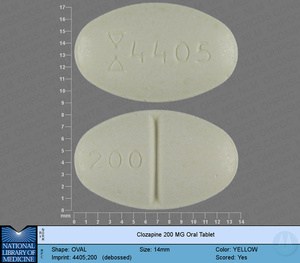 4405
200
Clozapine 200 MG Oral Tablet
NATIONAL
LIBRARY OF
MEDICINE
Shape: OVAL Size: 14mm Color: YELLOW
Imprint: 4405;200 (debossed) Scored: Yes